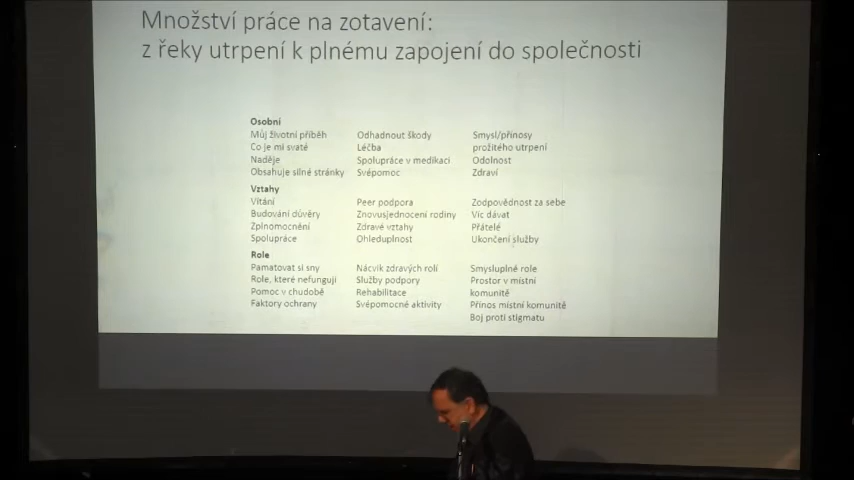 Množství práce na zotavení:
z řeky utrpení k plnému zapojení do společnosti
Osobní
Můj životní příběh
Co je mi svaté
Naděje
Obsahuje silné stránky
Odhadnout škody
Léčba
Spolupráce v medikaci
Svépomoc
Smysl/přínosy
prožitého utrpení
Odolnost
Zdraví
Vztahy
Vítání
Budování důvěry
Zplnomocnění
Spolupráce
Peer podpora
Znovusjednocení rodiny
Zdravé vztahy
Ohleduplnost
Zodpovědnost za sebe
Víc dávat
Přátelé
Ukončení služby
Role
Pamatovat si sny
Role, které nefungují
Pomoc v chudobě
Faktory ochrany
Nácvik zdravých rolí
Služby podpory
Rehabilitace
Svépomocné aktivity
Smysluplné role
Prostor v místní
komunitě
Přínos místní komunitě
Boj proti stigmatu